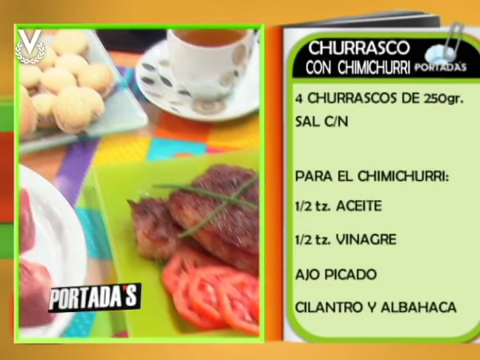 V
PORTADA'S
CHURRASCO
CON CHIMICHURRI
PORTADA'S
4 CHURRASCOS DE 250gr.
SAL C/N
PARA EL CHIMICHURRI:
1/2 tz. ACEITE
1/2 tz. VINAGRE
AJO PICADO
CILANTRO Y ALBAHACA